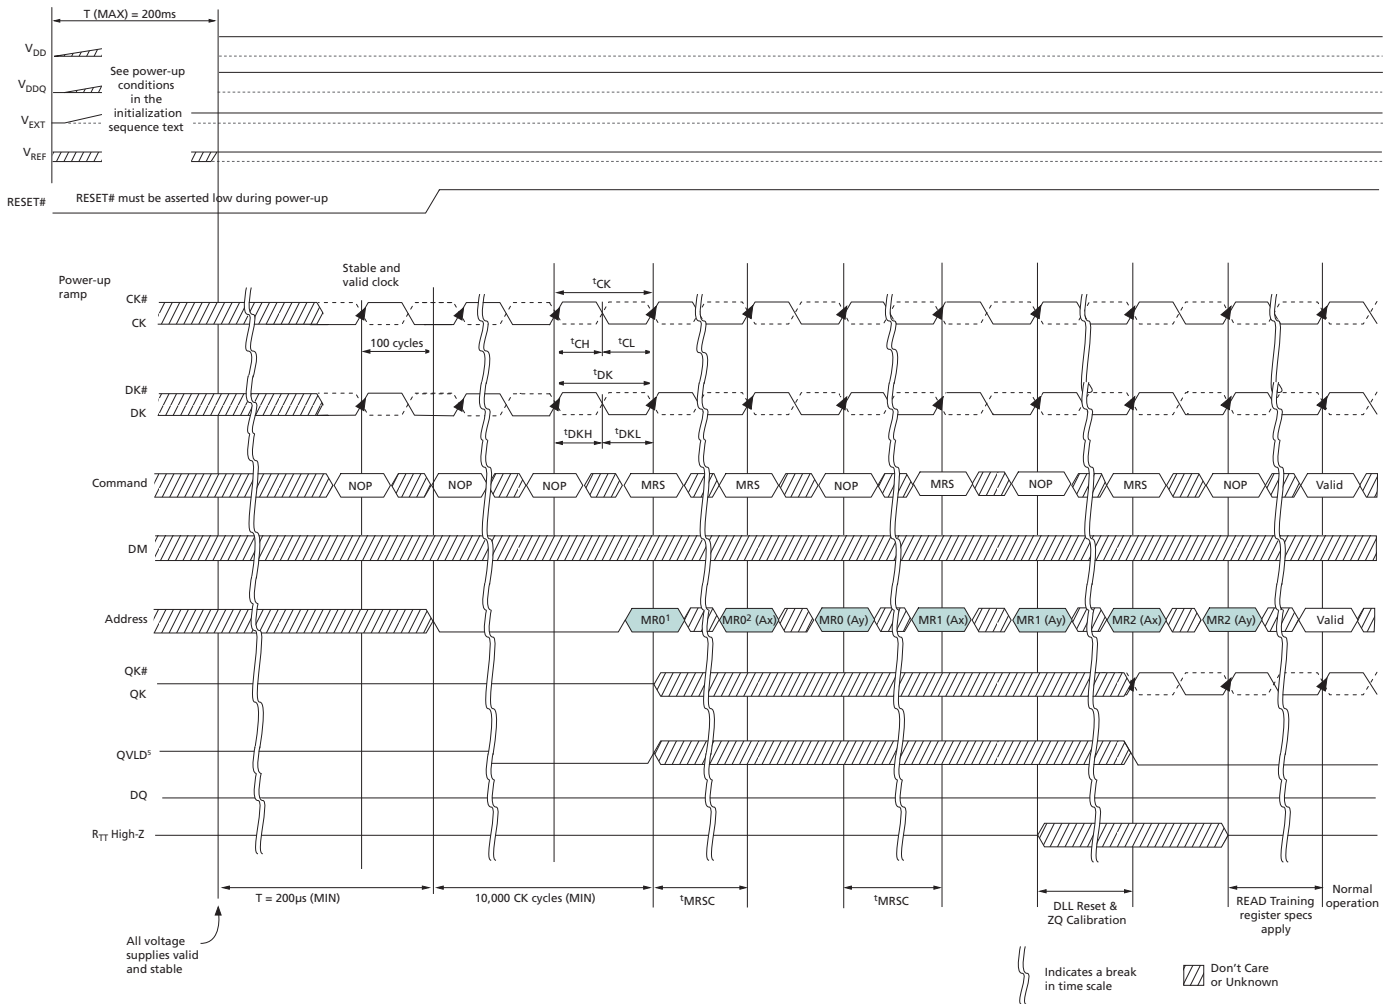 T (MAX) = 200ms
VDD
VDDQ
VEXT
VREF
See power-up
conditions
in the
initialization
sequence text
RESET#
RESET# must be asserted low during power-up
Power-up
ramp
Stable and
valid clock
tCK
CK#
CK
100 cycles
tCH
tCL
tDK
DK#
DK
tDKH
tDKL
Command
NOP
NOP
NOP
MRS
MRS
NOP
MRS
NOP
MRS
NOP
Valid
DM
Address
MR0¹
MR0² (Ax)
MR0 (Ay)
MR1 (Ax)
MR1 (Ay)
MR2 (Ax)
MR2 (Ay)
Valid
QK#
QK
QVLD⁵
DQ
RTT High-Z
T = 200µs (MIN)
10,000 CK cycles (MIN)
tMRSC
tMRSC
DLL Reset &
ZQ Calibration
READ Training
register specs
apply
Normal
operation
All voltage
supplies valid
and stable
Indicates a break
in time scale
Don't Care
or Unknown